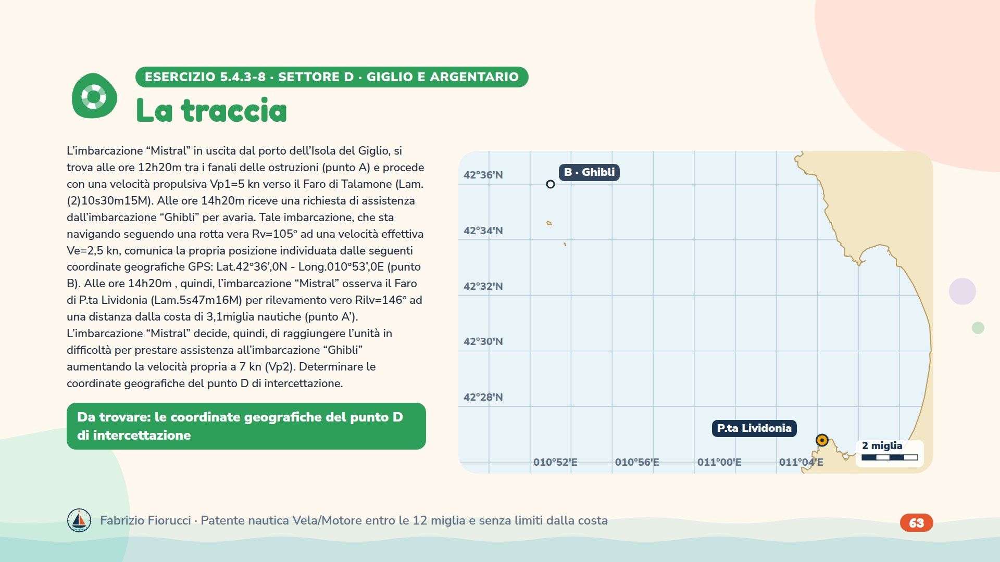 ESERCIZIO 5.4.3-8 · SETTORE D · GIGLIO E ARGENTARIO
La traccia
L’imbarcazione “Mistral” in uscita dal porto dell’Isola del Giglio, si
trova alle ore 12h20m tra i fanali delle ostruzioni (punto A) e procede
con una velocità propulsiva Vp1=5 kn verso il Faro di Talamone (Lam.
(2)10s30m15M). Alle ore 14h20m riceve una richiesta di assistenza
dall’imbarcazione “Ghibli” per avaria. Tale imbarcazione, che sta
navigando seguendo una rotta vera Rv=105° ad una velocità effettiva
Ve=2,5 kn, comunica la propria posizione individuata dalle seguenti
coordinate geografiche GPS: Lat.42°36’,0N - Long.010°53’,0E (punto
B). Alle ore 14h20m , quindi, l’imbarcazione “Mistral” osserva il Faro
di P.ta Lividonia (Lam.5s47m16M) per rilevamento vero Rilv=146° ad
una distanza dalla costa di 3,1miglia nautiche (punto A’).
L’imbarcazione “Mistral” decide, quindi, di raggiungere l’unità in
difficoltà per prestare assistenza all’imbarcazione “Ghibli”
aumentando la velocità propria a 7 kn (Vp2). Determinare le
coordinate geografiche del punto D di intercettazione.
Da trovare: le coordinate geografiche del punto D
di intercettazione
B · Ghibli
42°36'N
42°34'N
42°32'N
42°30'N
42°28'N
P.ta Lividonia
2 miglia
010°52'E
010°56'E
011°00'E
011°04'E
Fabrizio Fiorucci · Patente nautica Vela/Motore entro le 12 miglia e senza limiti dalla costa
63